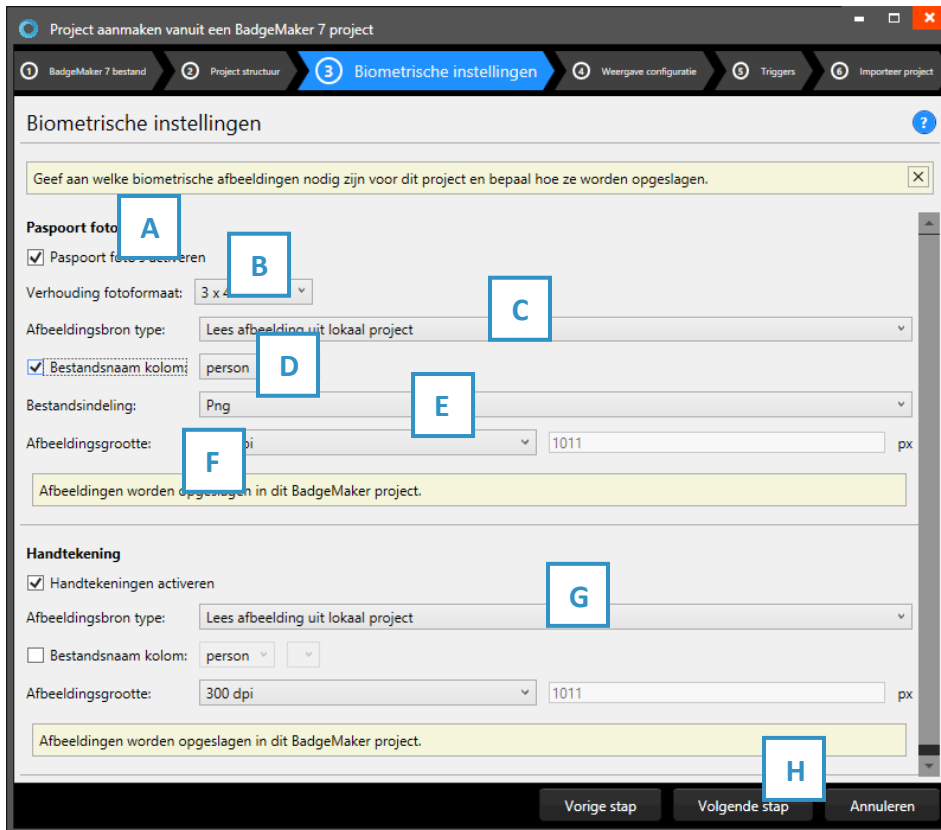 Project aanmaken vanuit een BadgeMaker 7 project
1 BadgeMaker 7 bestand 2 Project structuur 3 Biometrische instellingen 4 Weergave configuratie 5 Triggers 6 Importeer project
Biometrische instellingen ?
Geef aan welke biometrische afbeeldingen nodig zijn voor dit project en bepaal hoe ze worden opgeslagen.
Paspoort foto A
Paspoort foto's activeren B
Verhouding fotoformaat: 3 x 4
C
Afbeeldingsbron type: Lees afbeelding uit lokaal project
Bestandsnaam kolom: person D
Bestandsindeling: Png E
Afbeeldingsgrootte: 1011 px
F
Afbeeldingen worden opgeslagen in dit BadgeMaker project.
Handtekening
Handtekeningen activeren
G
Afbeeldingsbron type: Lees afbeelding uit lokaal project
Bestandsnaam kolom: person
Afbeeldingsgrootte: 300 dpi 1011 px
Afbeeldingen worden opgeslagen in dit BadgeMaker project.
H
Vorige stap Volgende stap Annuleren